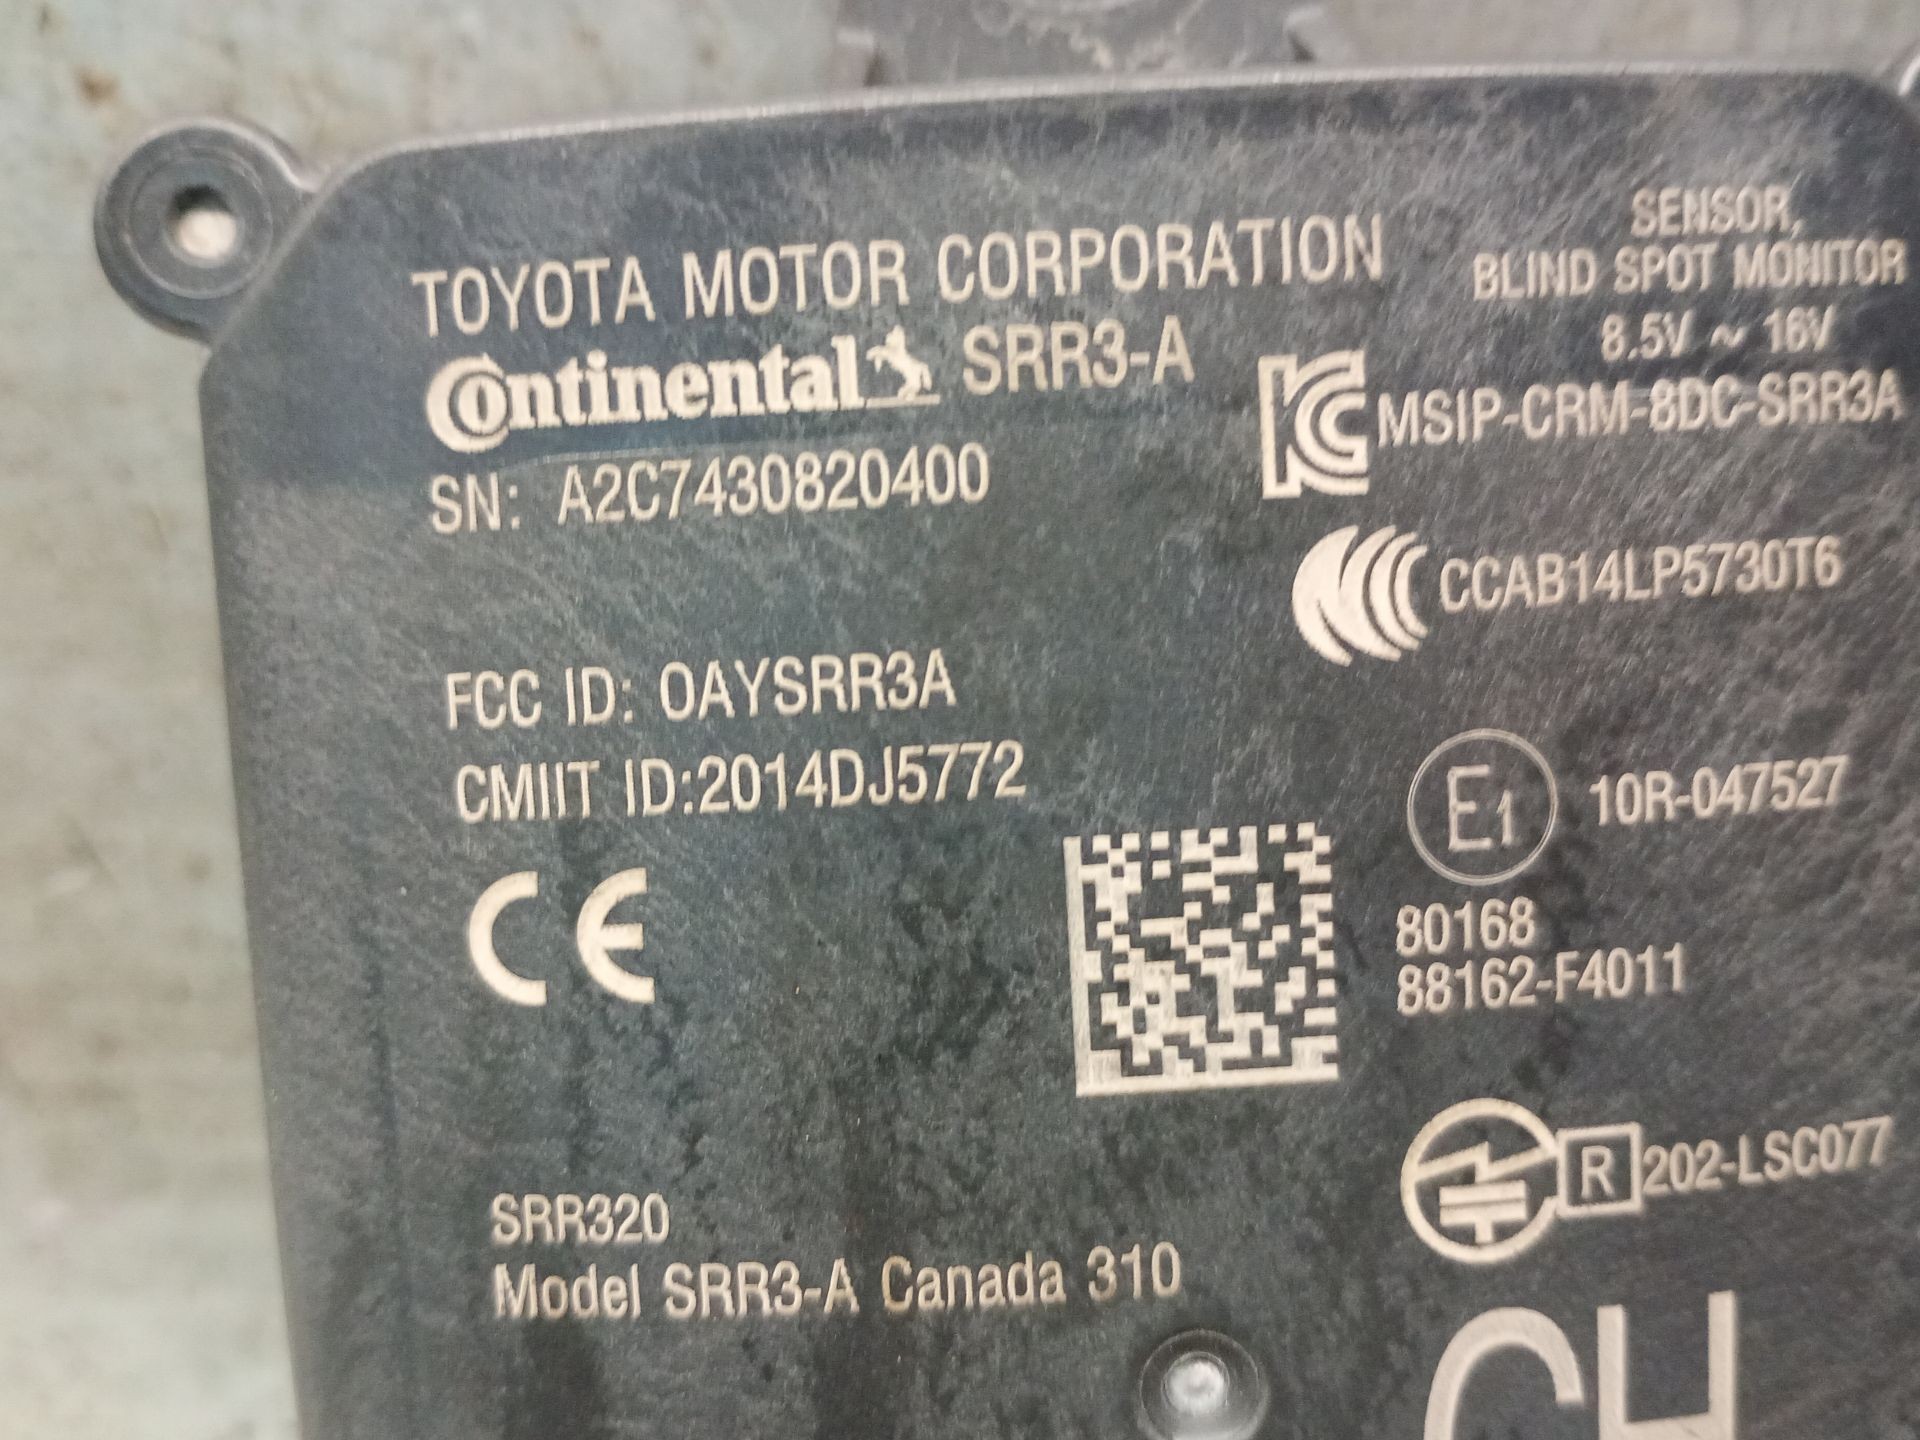 TOYOTA MOTOR CORPORATION
Continental SRR3-A
SN: A2C7430820400
SENSOR,
BLIND SPOT MONITOR
8.5V ~ 16V
MSIP-CRM-8DC-SRR3A
CCAB14LP5730T6
FCC ID: OAYSRR3A
CMIIT ID:2014DJ5772
CE
E1 10R-047527
80168
88162-F4011
R 202-LSC077
SRR320
Model SRR3-A Canada 310